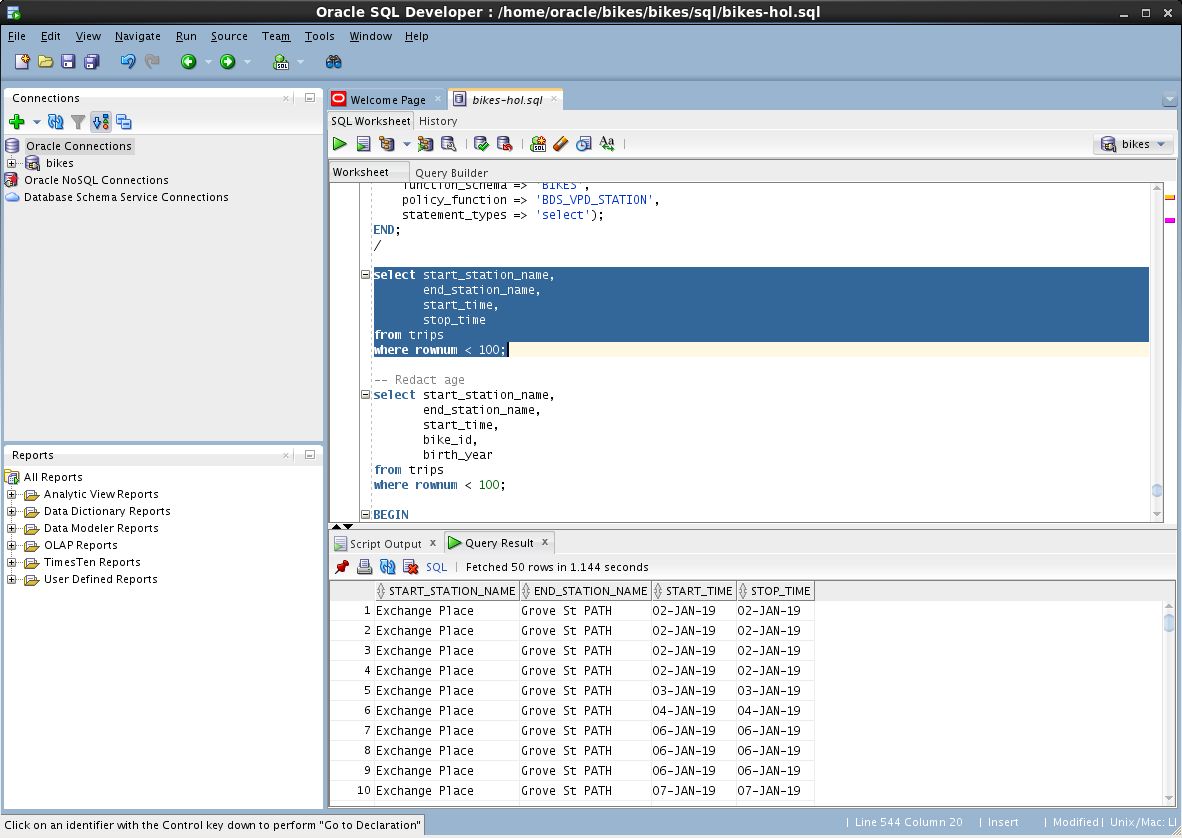 Oracle SQL Developer : /home/oracle/bikes/bikes/sql/bikes-hol.sql
File Edit View Navigate Run Source Team Tools Window Help
Connections
Oracle Connections
bikes
Oracle NoSQL Connections
Database Schema Service Connections
Reports
All Reports
Analytic View Reports
Data Dictionary Reports
Data Modeler Reports
OLAP Reports
TimesTen Reports
User Defined Reports
Welcome Page bikes-hol.sql
SQL Worksheet History
bikes
Worksheet Query Builder
function_schema => 'BIKES',
policy_function => 'BDS_VPD_STATION',
statement_types => 'select');
END;
/
select start_station_name,
end_station_name,
start_time,
stop_time
from trips
where rownum < 100;
-- Redact age
select start_station_name,
end_station_name,
start_time,
bike_id,
birth_year
from trips
where rownum < 100;
BEGIN
Script Output x Query Result x
SQL | Fetched 50 rows in 1.144 seconds
START_STATION_NAME END_STATION_NAME START_TIME STOP_TIME
1 Exchange Place Grove St PATH 02-JAN-19 02-JAN-19
2 Exchange Place Grove St PATH 02-JAN-19 02-JAN-19
3 Exchange Place Grove St PATH 02-JAN-19 02-JAN-19
4 Exchange Place Grove St PATH 02-JAN-19 02-JAN-19
5 Exchange Place Grove St PATH 03-JAN-19 03-JAN-19
6 Exchange Place Grove St PATH 04-JAN-19 04-JAN-19
7 Exchange Place Grove St PATH 06-JAN-19 06-JAN-19
8 Exchange Place Grove St PATH 06-JAN-19 06-JAN-19
9 Exchange Place Grove St PATH 06-JAN-19 06-JAN-19
10 Exchange Place Grove St PATH 07-JAN-19 07-JAN-19
Click on an identifier with the Control key down to perform "Go to Declaration" | Line 544 Column 20 | Insert | Modified | Unix/Mac: LI